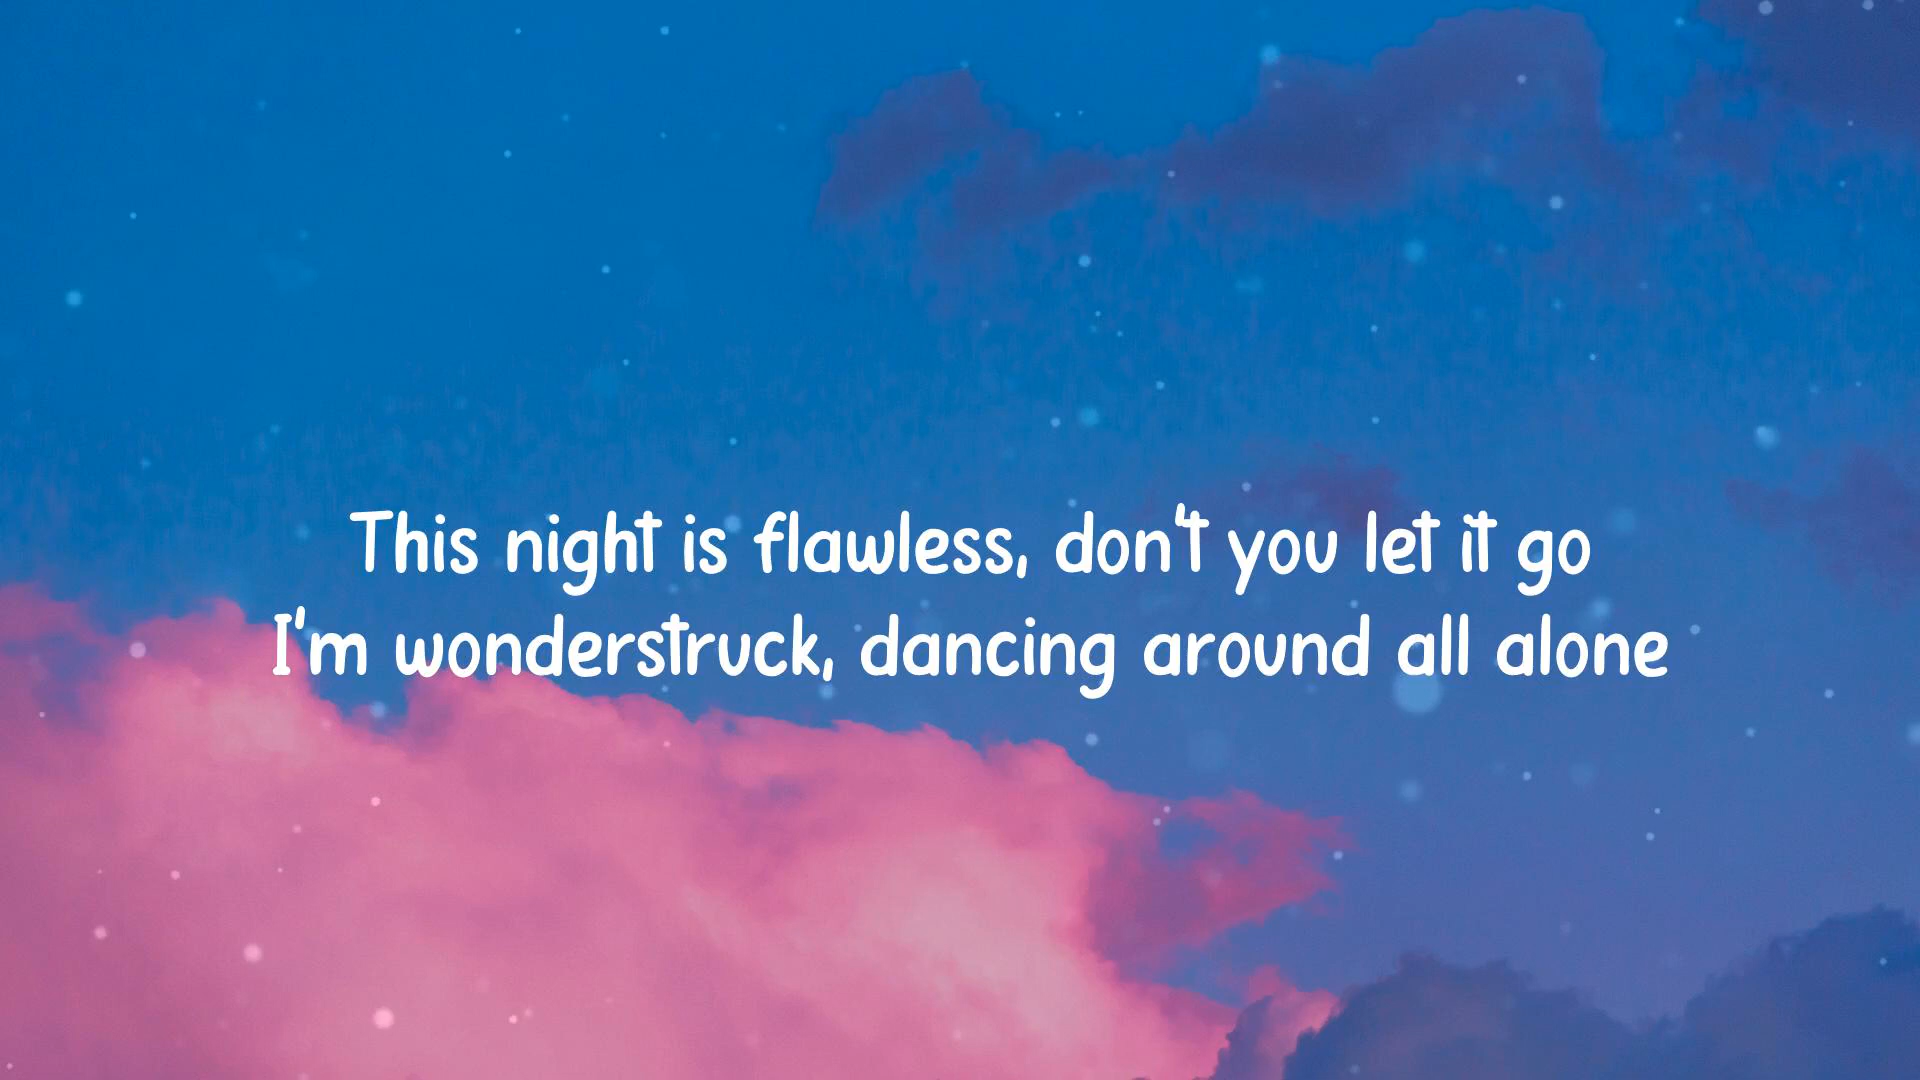 This night is flawless, don't you let it go
I'm wonderstruck, dancing around all alone